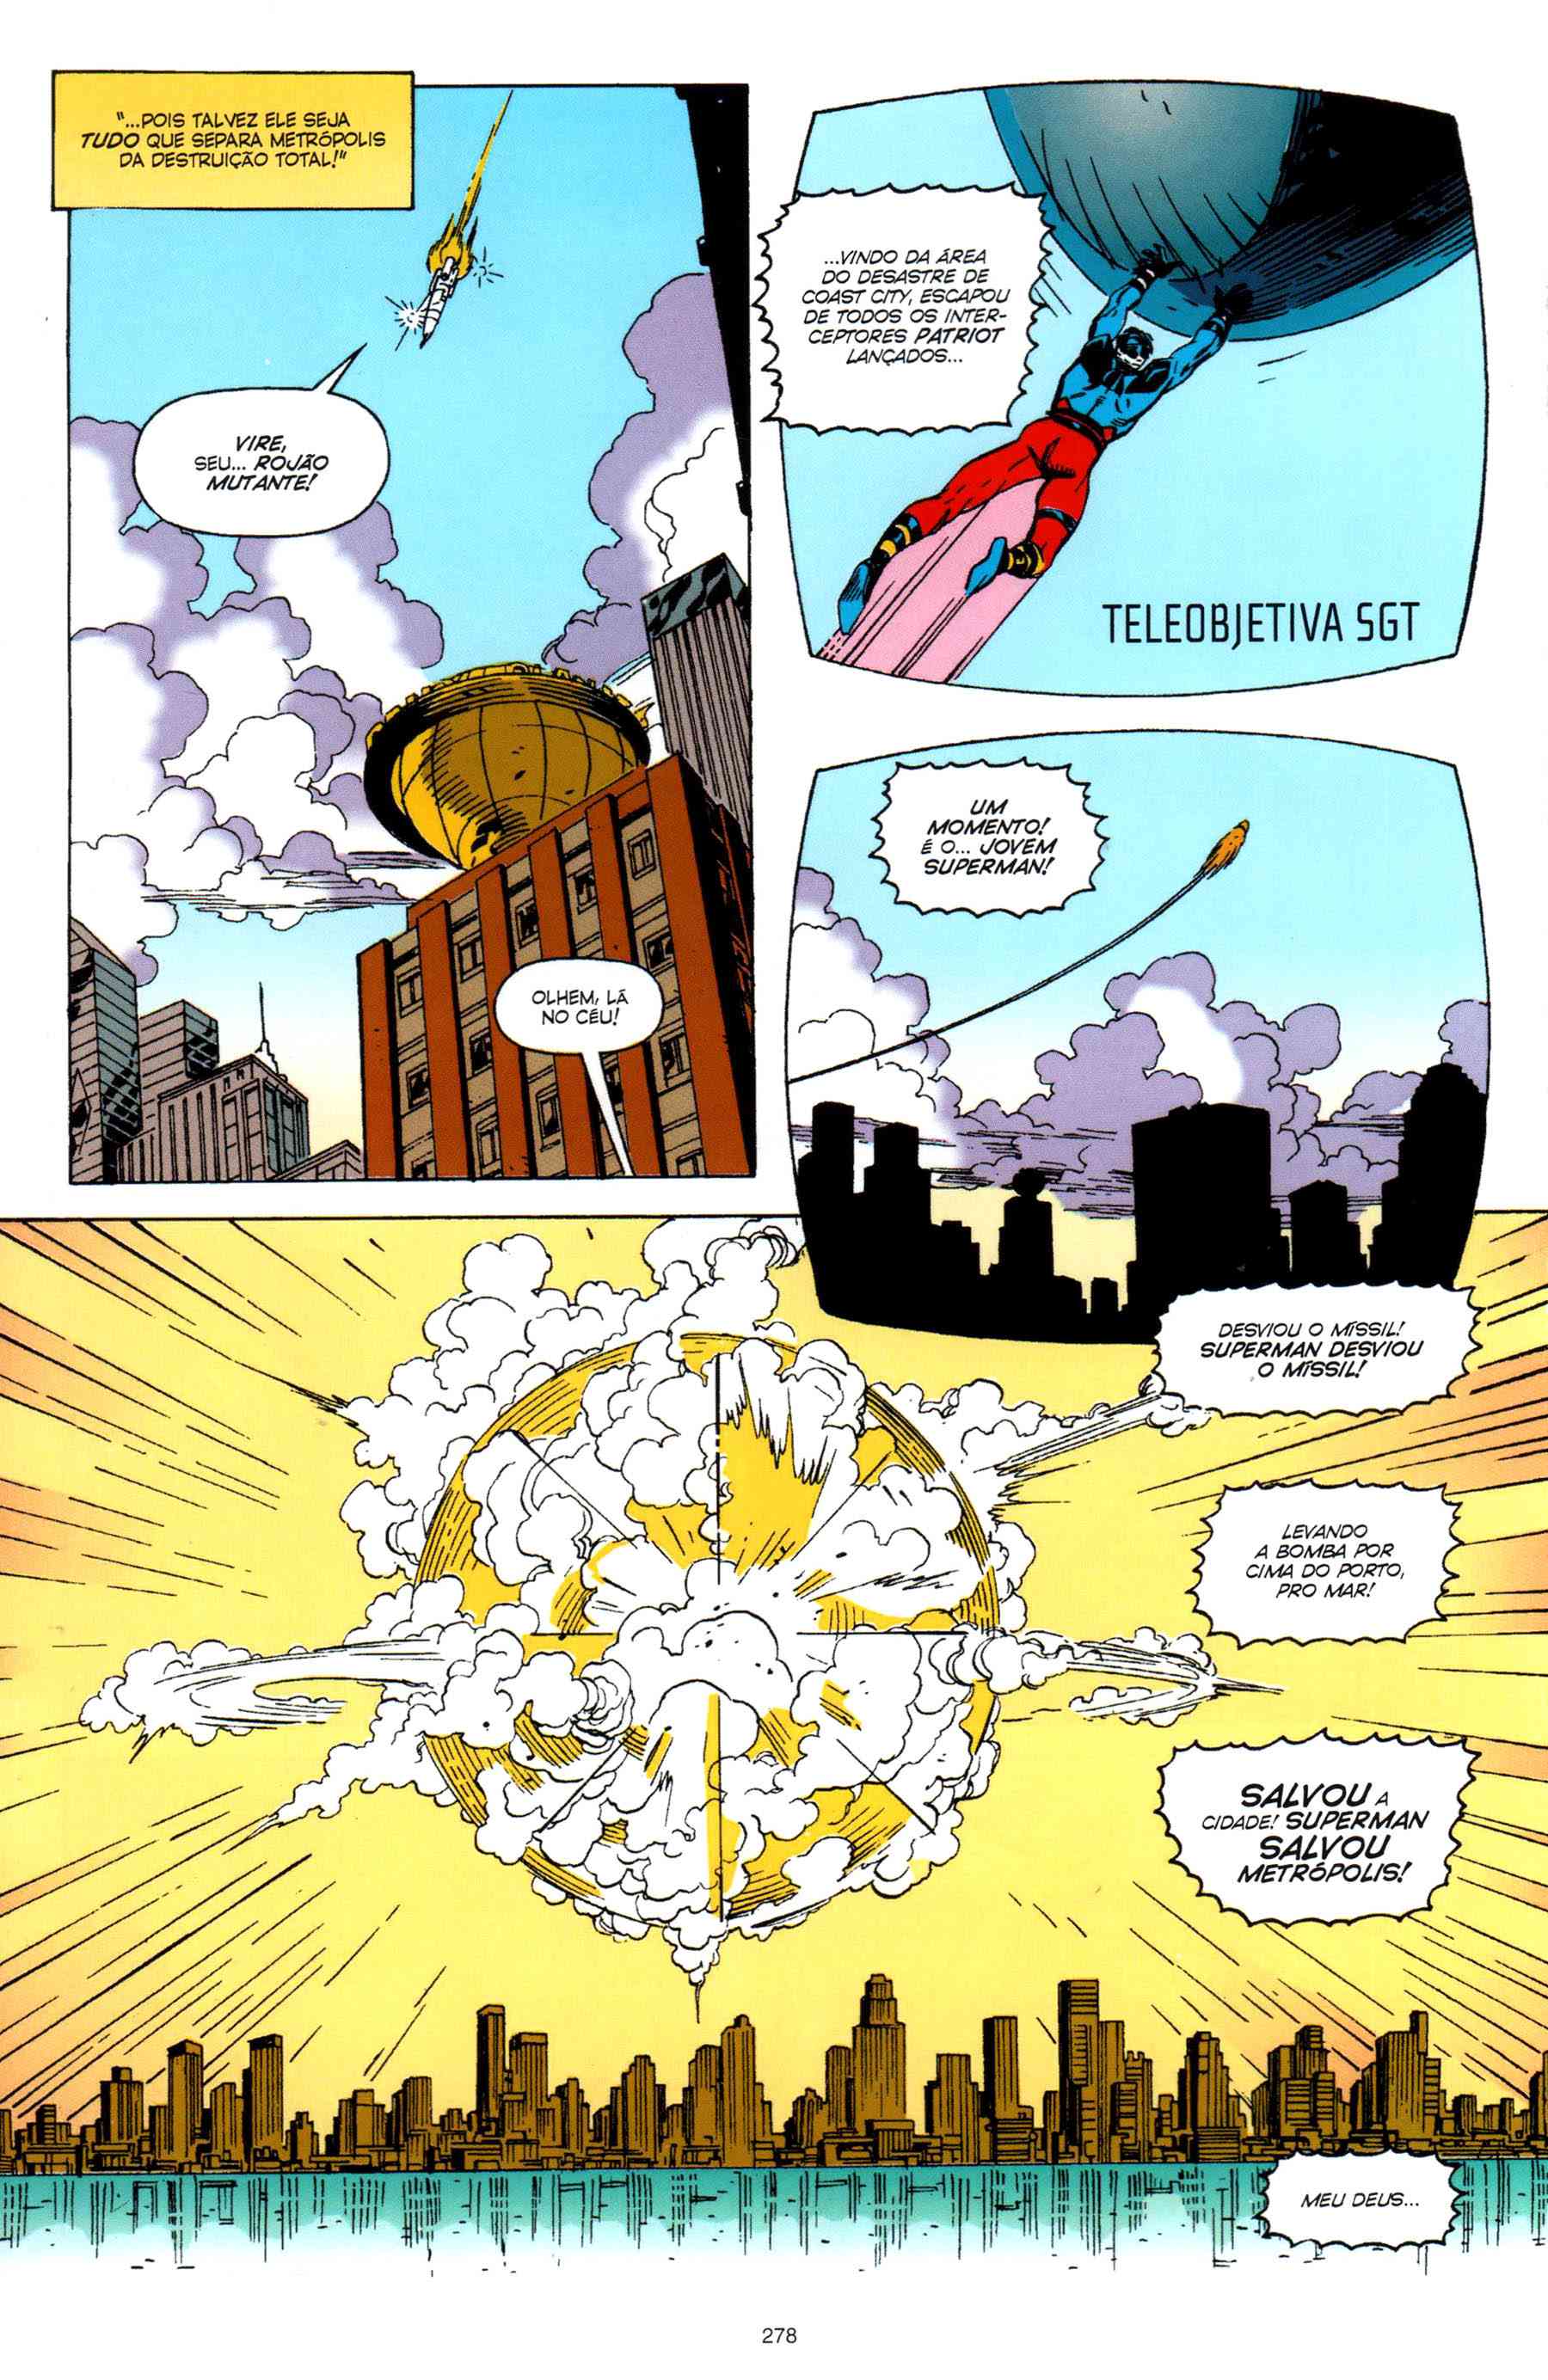 "...POIS TALVEZ ELE SEJA
TUDO QUE SEPARA METRÓPOLIS
DA DESTRUIÇÃO TOTAL!"
VIRE,
SEU... ROJÃO
MUTANTE!
OLHEM, LÁ
NO CÉU!
...VINDO DA ÁREA
DO DESASTRE DE
COAST CITY, ESCAPOU
DE TODOS OS INTER-
CEPTORES PATRIOT
LANÇADOS...
TELEOBJETIVA SGT
UM
MOMENTO!
É O... JOVEM
SUPERMAN!
DESVIOU O MÍSSIL!
SUPERMAN DESVIOU
O MÍSSIL!
LEVANDO
A BOMBA POR
CIMA DO PORTO,
PRO MAR!
SALVOU A
CIDADE! SUPERMAN
SALVOU
METRÓPOLIS!
MEU DEUS...
278